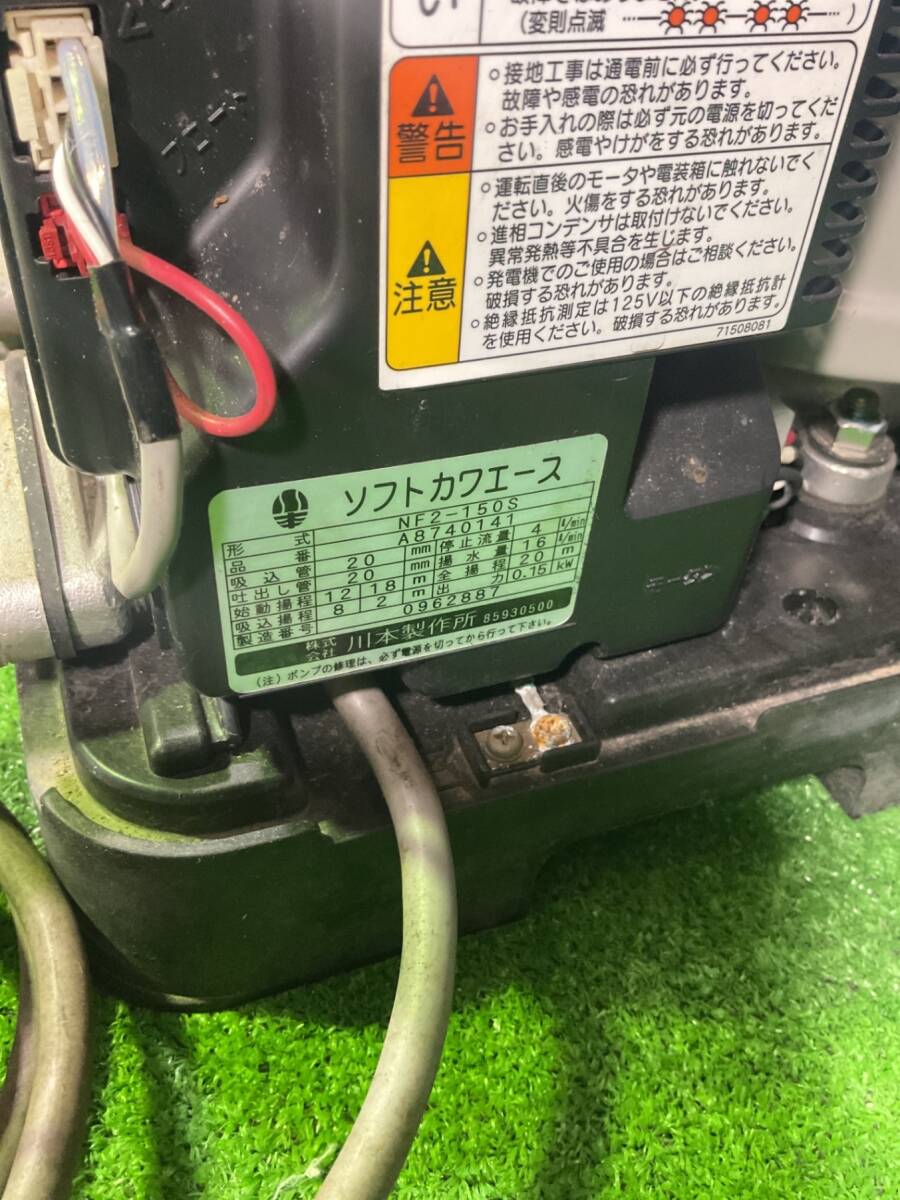 い
(変則点滅
)
警告
○接地工事は通電前に必ず行ってください。
故障や感電の恐れがあります。
○お手入れの際は必ず元の電源を切ってくだ
さい。感電やけがをする恐れがあります。
注意
○運転直後のモータや電装箱に触れないでく
ださい。火傷をする恐れがあります。
○進相コンデンサは取付けないでください。
異常発熱等不具合を生じます。
○発電機でのご使用の場合はご相談ください。
破損する恐れがあります。
○絶縁抵抗測定は125V以下の絶縁抵抗計
を使用ください。破損する恐れがあります。
71508081
ソフトカワエース
形式 NF2-150S
品番 A8740141
吸込管 20 mm 停止流量 4 ℓ/min
吐出し管 20 mm 揚水量 16 ℓ/min
始動揚程 12 18 m 全揚程 20 m
吸込揚程 8 2 m 出力 0.15 kW
製造番号 0962887
株式会社 川本製作所 85930500
(注)ポンプの修理は、必ず電源を切ってから行って下さい。